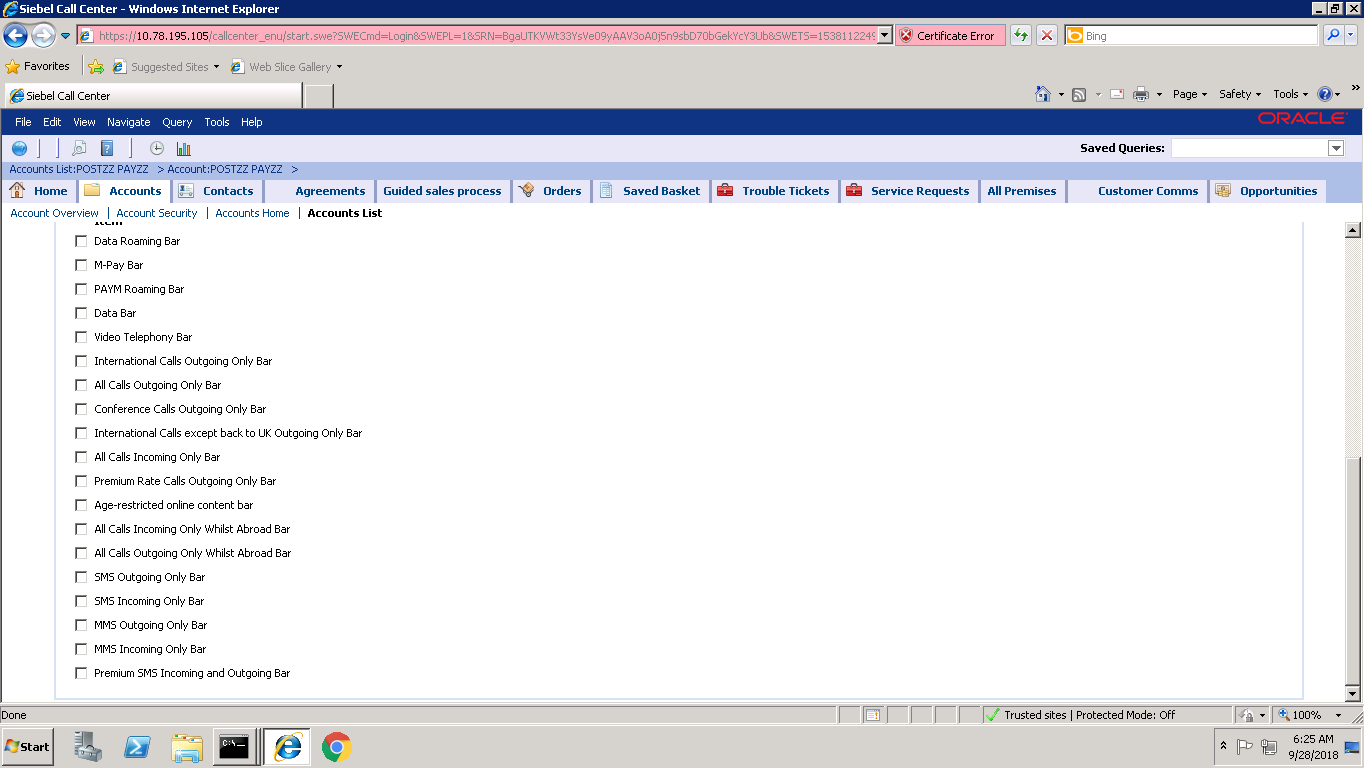 Siebel Call Center - Windows Internet Explorer
https://10.78.195.105/callcenter_enu/start.swe?SWECmd=Login&SWEPL=1&SRN=BgaUTKVWt33YsVe09yAAV3oA0j5n9sbD70bGekYcY3Ub&SWETS=1538112249 Certificate Error Bing
Favorites Suggested Sites Web Slice Gallery
Siebel Call Center Page Safety Tools »
File Edit View Navigate Query Tools Help ORACLE
Saved Queries:
Accounts List:POSTZZ PAYZZ > Account:POSTZZ PAYZZ >
Home Accounts Contacts Agreements Guided sales process Orders Saved Basket Trouble Tickets Service Requests All Premises Customer Comms Opportunities
Account Overview | Account Security | Accounts Home | Accounts List
Item
Data Roaming Bar
M-Pay Bar
PAYM Roaming Bar
Data Bar
Video Telephony Bar
International Calls Outgoing Only Bar
All Calls Outgoing Only Bar
Conference Calls Outgoing Only Bar
International Calls except back to UK Outgoing Only Bar
All Calls Incoming Only Bar
Premium Rate Calls Outgoing Only Bar
Age-restricted online content bar
All Calls Incoming Only Whilst Abroad Bar
All Calls Outgoing Only Whilst Abroad Bar
SMS Outgoing Only Bar
SMS Incoming Only Bar
MMS Outgoing Only Bar
MMS Incoming Only Bar
Premium SMS Incoming and Outgoing Bar
Done Trusted sites | Protected Mode: Off 100%
Start C:\_ 6:25 AM
9/28/2018